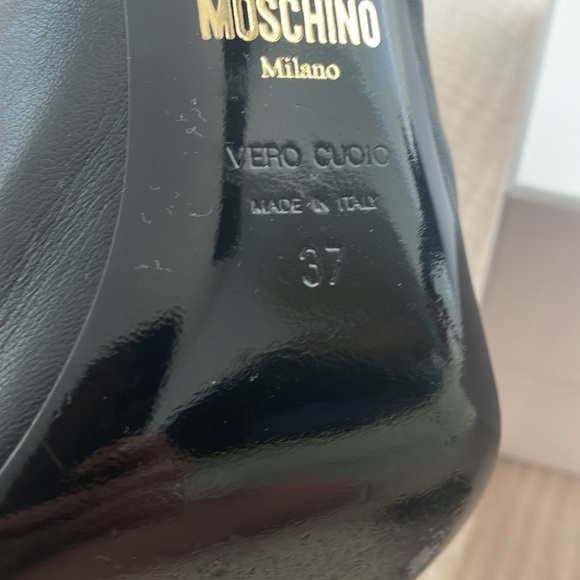 MOSCHINO
Milano
VERO CUOIO
MADE IN ITALY
37